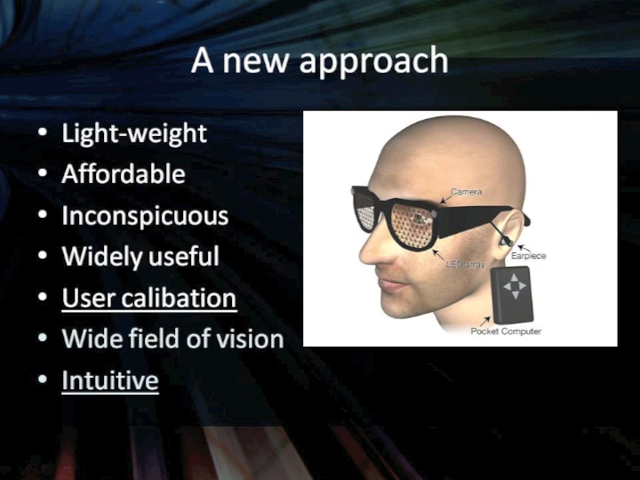 A new approach
• Light-weight
• Affordable
• Inconspicuous
• Widely useful
• User calibation
• Wide field of vision
• Intuitive
Camera
LED array
Earpiece
Pocket Computer